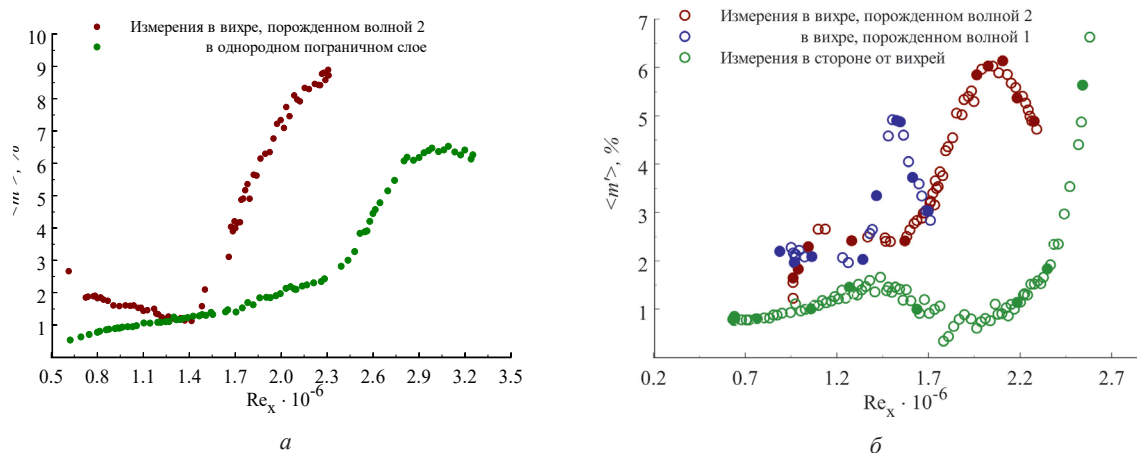 Измерения в вихре, порожденном волной 2
в однородном пограничном слое
10
9
8
7
6
5
4
3
2
1
0.5 0.8 1.1 1.4 1.7 2.0 2.3 2.6 2.9 3.2 3.5
Re_x · 10^-6
а
Измерения в вихре, порожденном волной 2
в вихре, порожденном волной 1
Измерения в стороне от вихрей
<m'>, %
7
6
5
4
3
2
1
0.2 0.7 1.2 1.7 2.2 2.7
Re_x · 10^-6
б